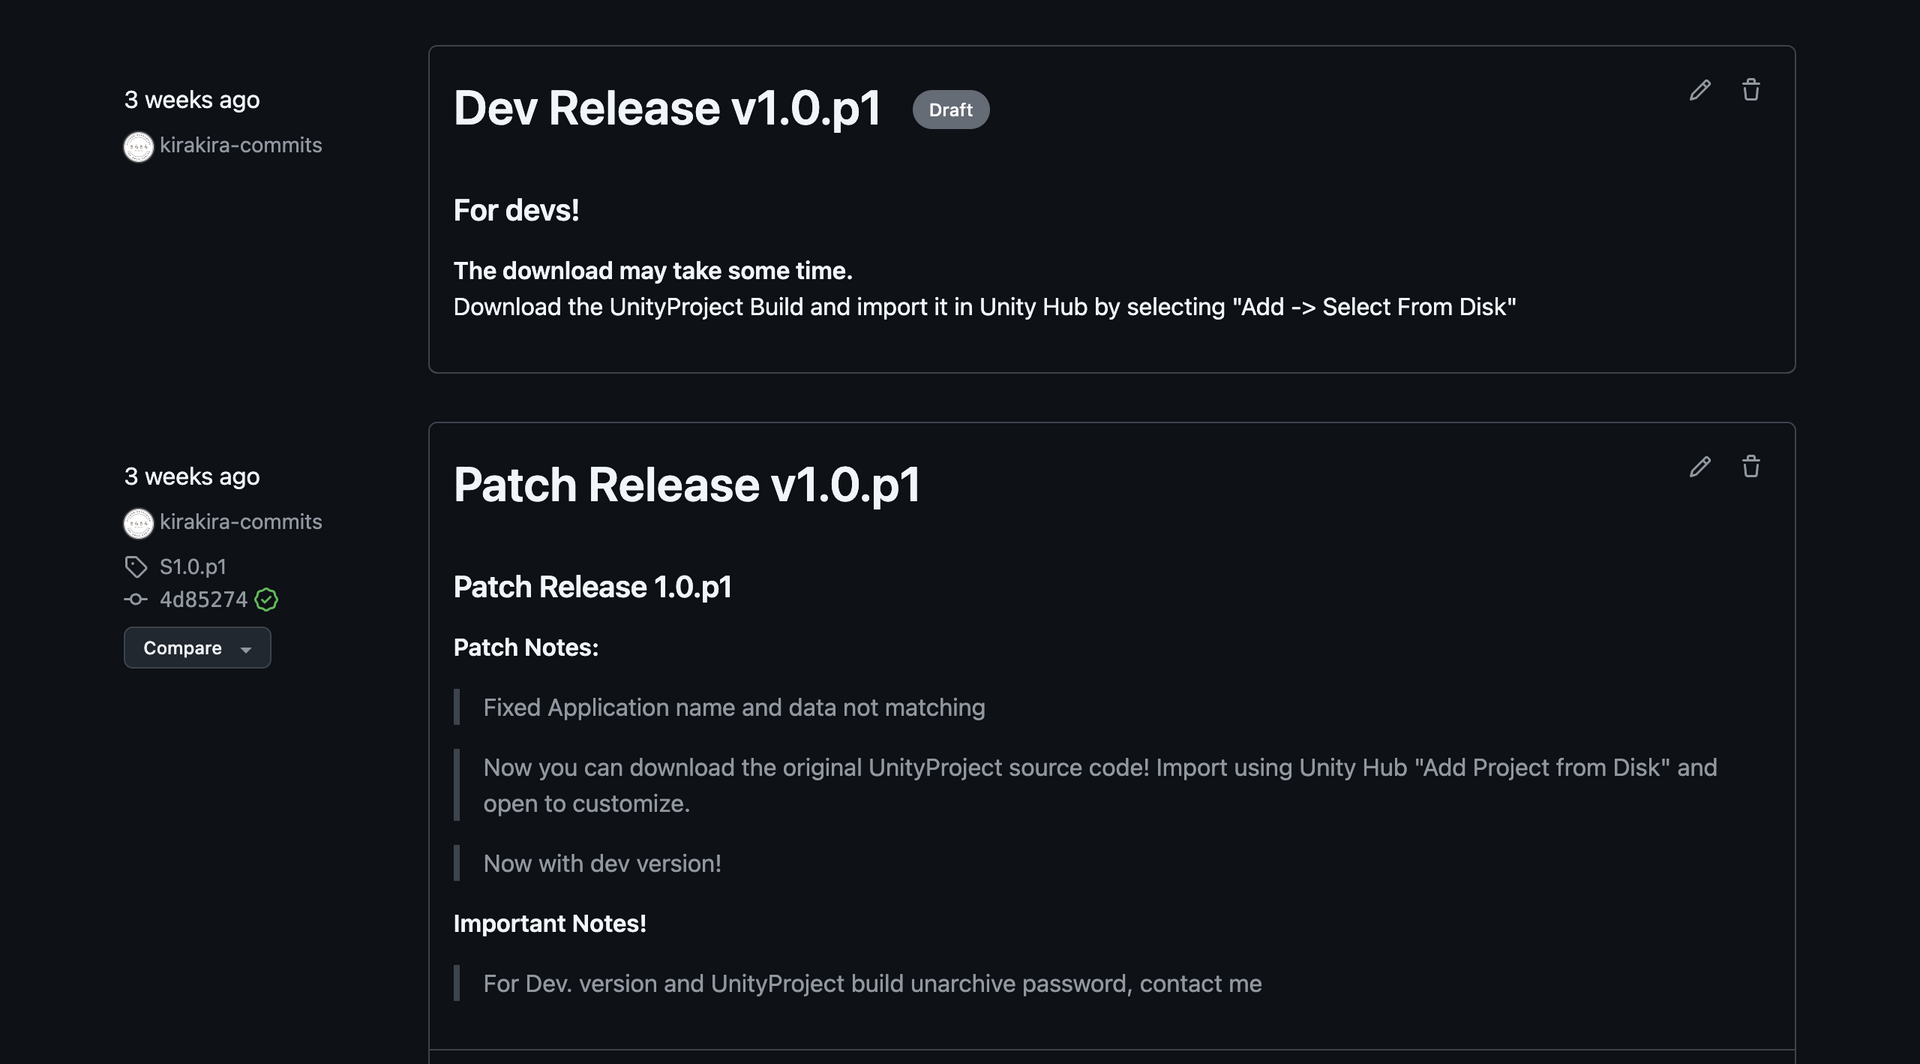 3 weeks ago
kirakira-commits
Dev Release v1.0.p1
Draft
For devs!
The download may take some time.
Download the UnityProject Build and import it in Unity Hub by selecting "Add -> Select From Disk"
3 weeks ago
kirakira-commits
S1.0.p1
4d85274
Compare
Patch Release v1.0.p1
Patch Release 1.0.p1
Patch Notes:
Fixed Application name and data not matching
Now you can download the original UnityProject source code! Import using Unity Hub "Add Project from Disk" and
open to customize.
Now with dev version!
Important Notes!
For Dev. version and UnityProject build unarchive password, contact me